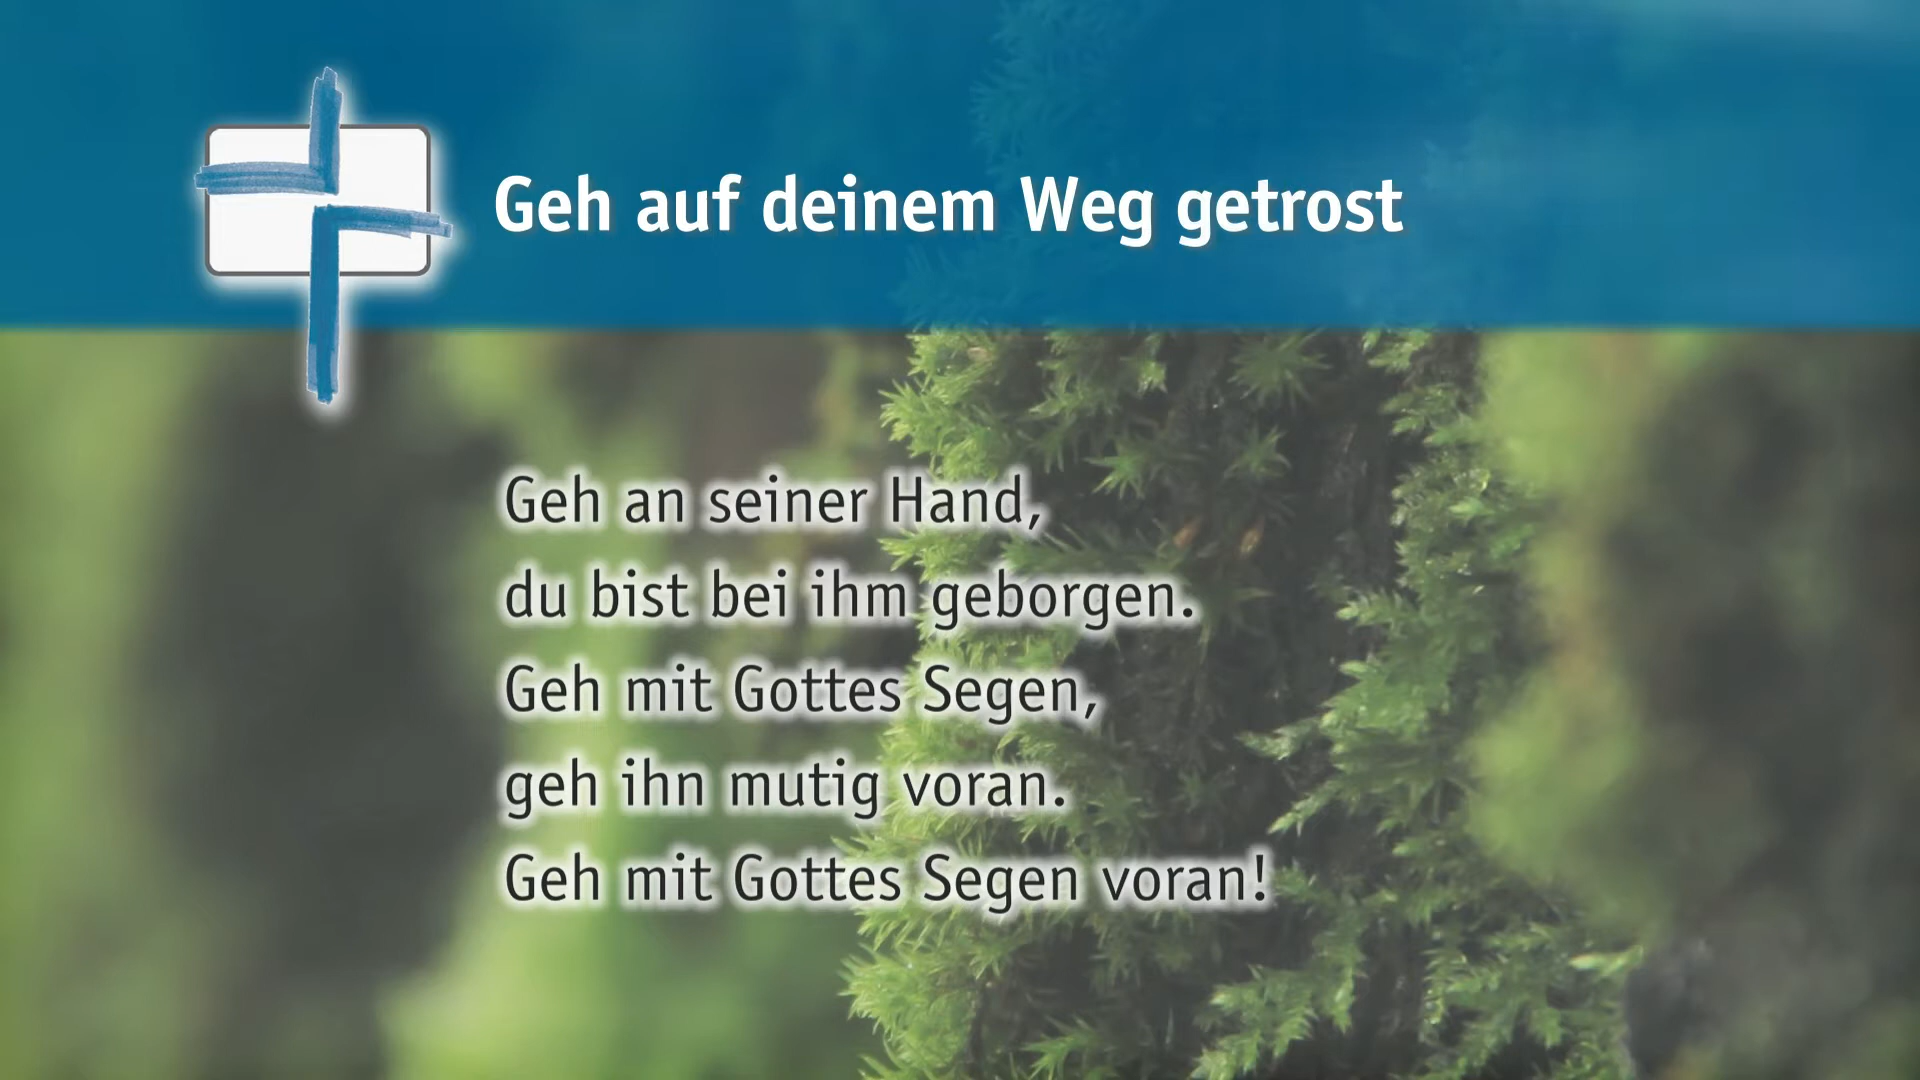 Geh auf deinem Weg getrost
Geh an seiner Hand,
du bist bei ihm geborgen.
Geh mit Gottes Segen,
geh ihn mutig voran.
Geh mit Gottes Segen voran!